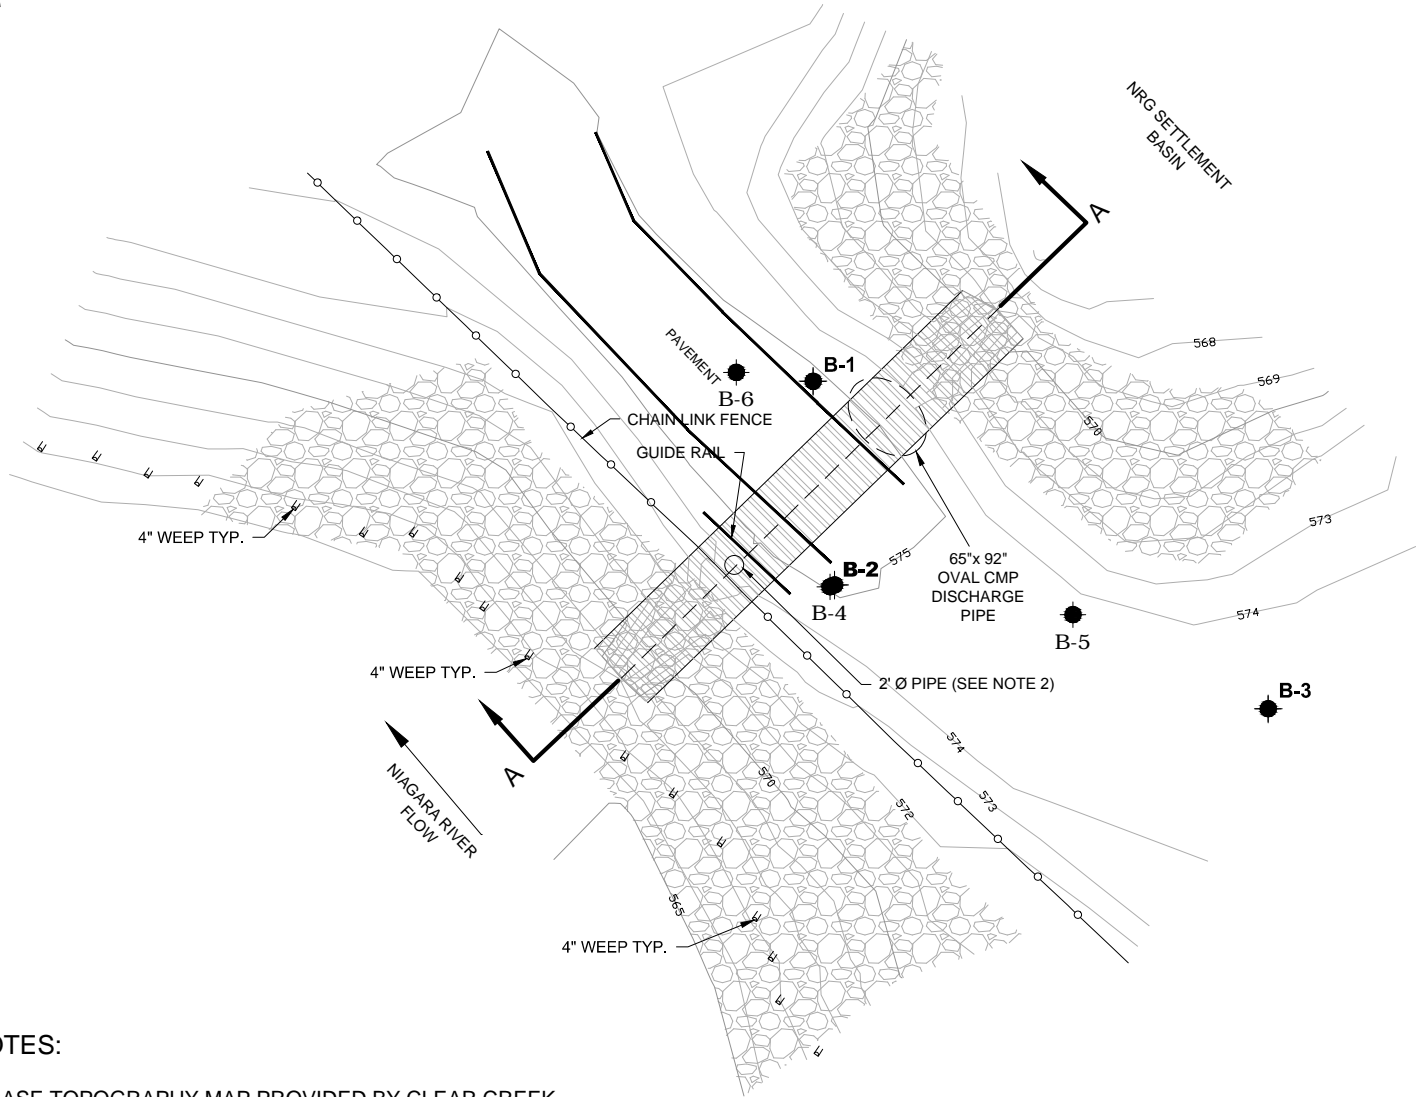 NRG SETTLEMENT
BASIN
A
568
569
570
B-1
B-6
PAVEMENT
CHAIN LINK FENCE
GUIDE RAIL
4" WEEP TYP.
573
575
65"x 92"
OVAL CMP
DISCHARGE
PIPE
B-2
B-4
574
B-5
4" WEEP TYP.
2' Ø PIPE (SEE NOTE 2)
B-3
A
NIAGARA RIVER
FLOW
574
573
572
570
565
4" WEEP TYP.
OTES:
ASE TOPOGRAPHY MAP PROVIDED BY CLEAR CREEK